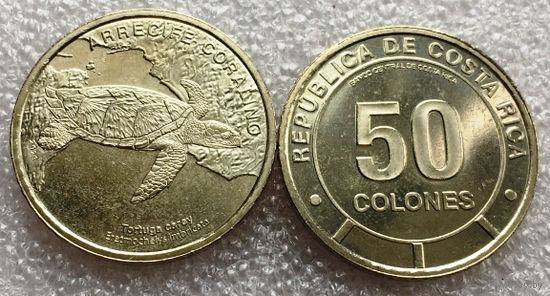 ARRECIFE CORALINO
Tortuga carey
Eretmochelys imbricata
REPUBLICA DE COSTA RICA
BANCO CENTRAL DE COSTA RICA
50
COLONES